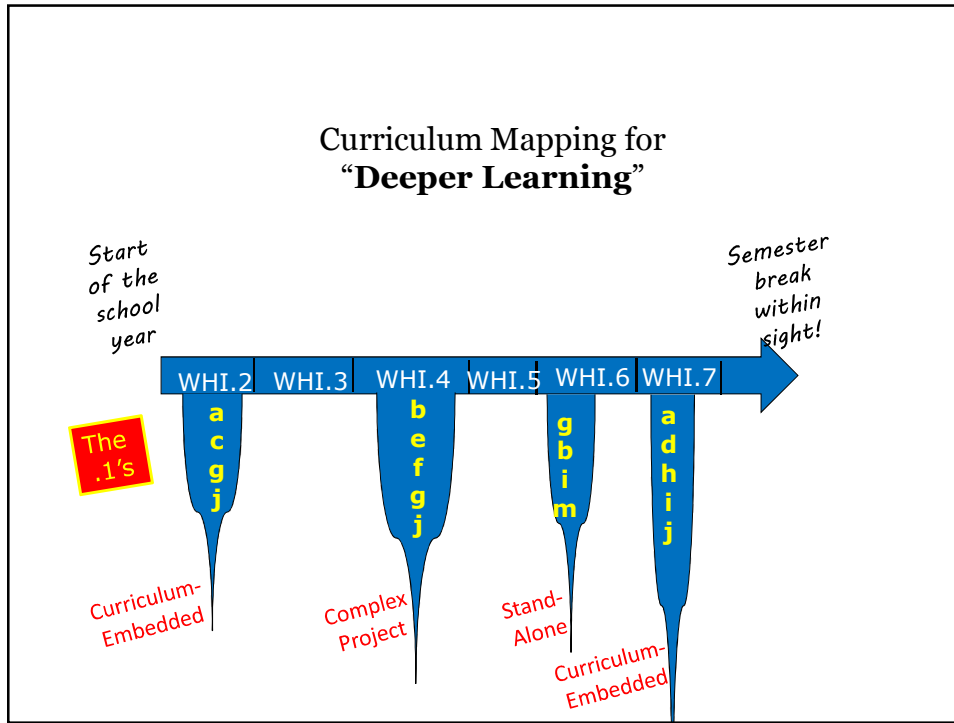 Curriculum Mapping for
“Deeper Learning”
Start
of the
school
year
Semester
break
within
sight!
WHI.2
WHI.3
WHI.4
WHI.5
WHI.6
WHI.7
The
.1’s
a
c
g
j
b
e
f
g
j
g
b
i
m
a
d
h
i
j
Curriculum-
Embedded
Complex
Project
Stand-
Alone
Curriculum-
Embedded